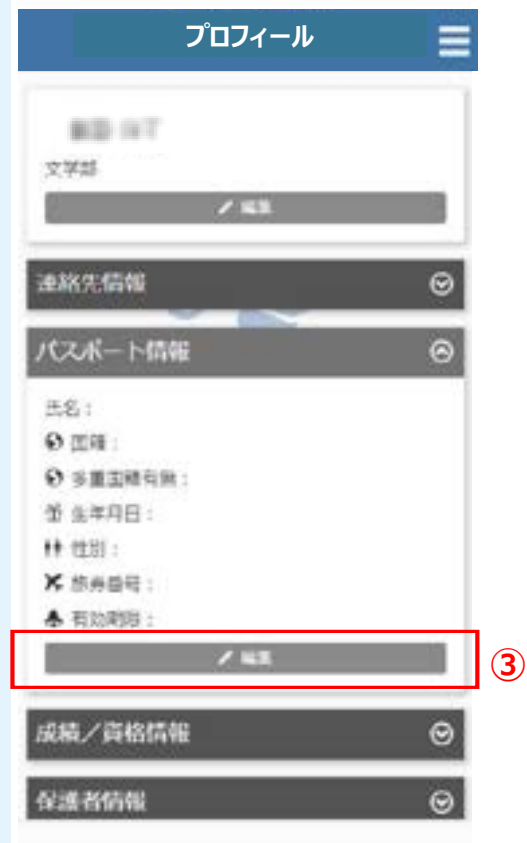 プロフィール
文学部
編集
連絡先情報
パスポート情報
氏名：
国籍：
多重国籍有無：
生年月日：
性別：
旅券番号：
有効期限：
編集
③
成績／資格情報
保護者情報